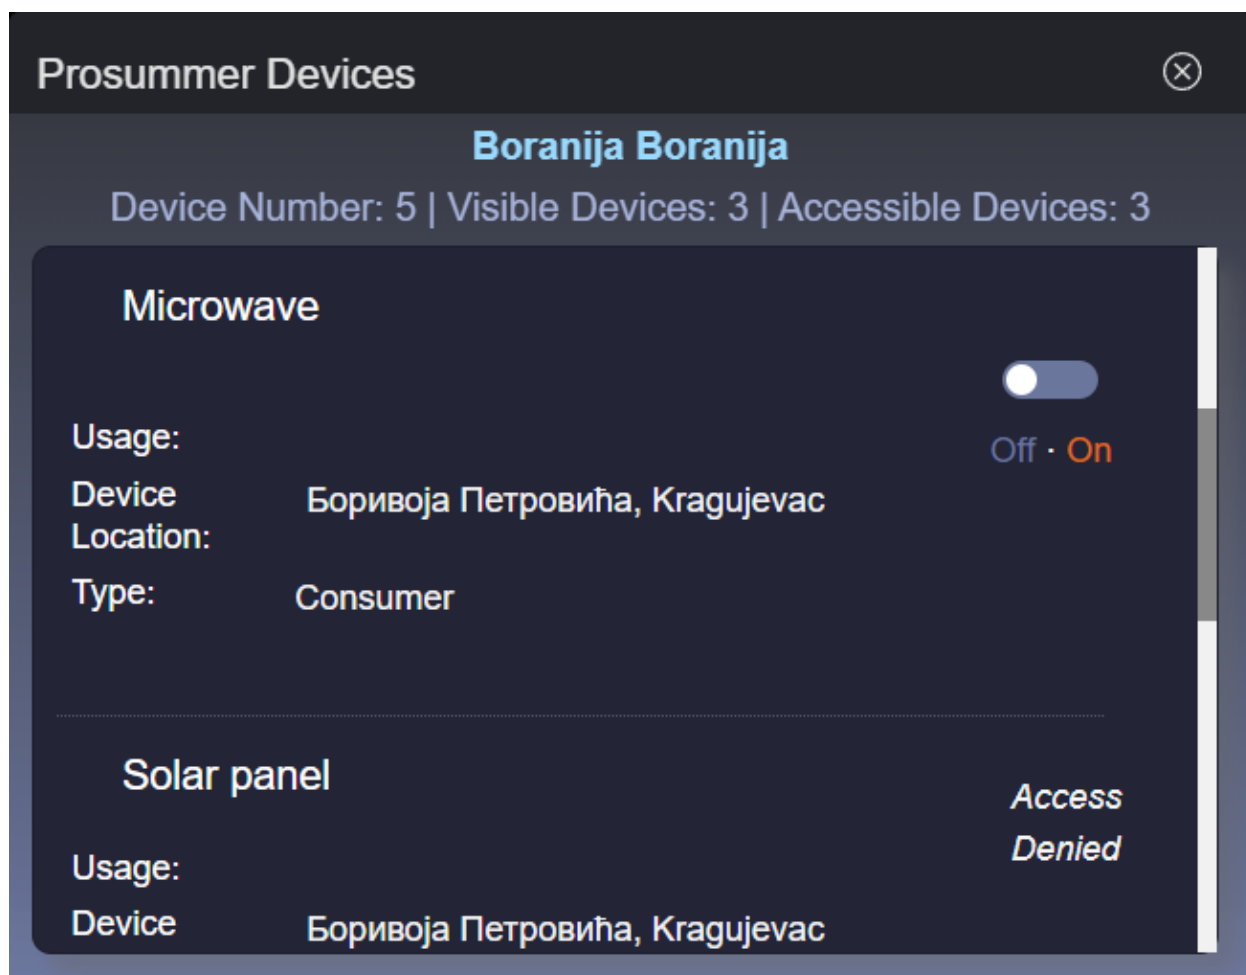 Prosummer Devices
Boranija Boranija
Device Number: 5 | Visible Devices: 3 | Accessible Devices: 3
Microwave
Usage:
Off · On
Device
Location:
Боривоја Петровића, Kragujevac
Type:
Consumer
Solar panel
Access
Denied
Usage:
Device
Боривоја Петровића, Kragujevac